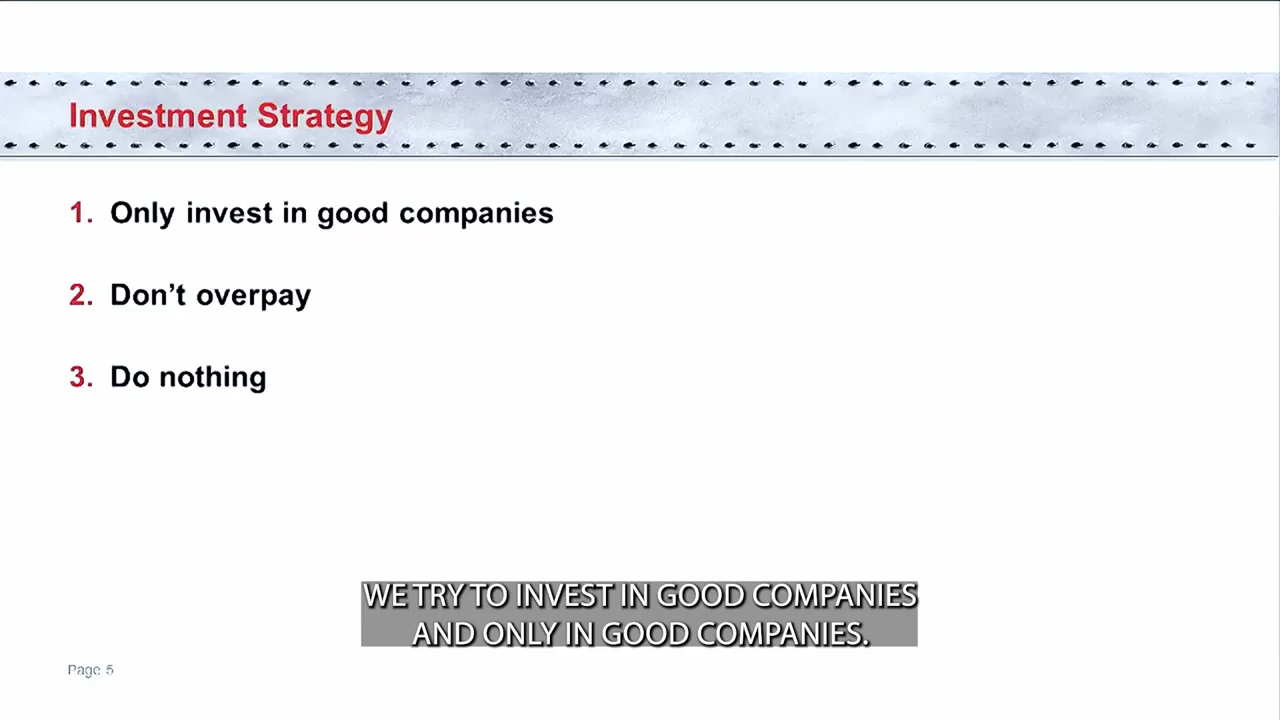 Investment Strategy
1. Only invest in good companies
2. Don’t overpay
3. Do nothing
WE TRY TO INVEST IN GOOD COMPANIES
AND ONLY IN GOOD COMPANIES.
Page 5